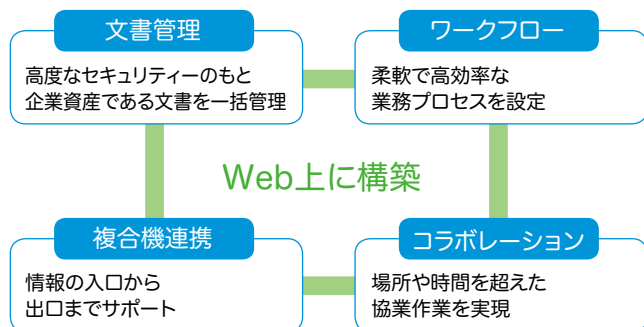 文書管理
高度なセキュリティーのもと
企業資産である文書を一括管理
ワークフロー
柔軟で高効率な
業務プロセスを設定
Web上に構築
複合機連携
情報の入口から
出口までサポート
コラボレーション
場所や時間を超えた
協業作業を実現